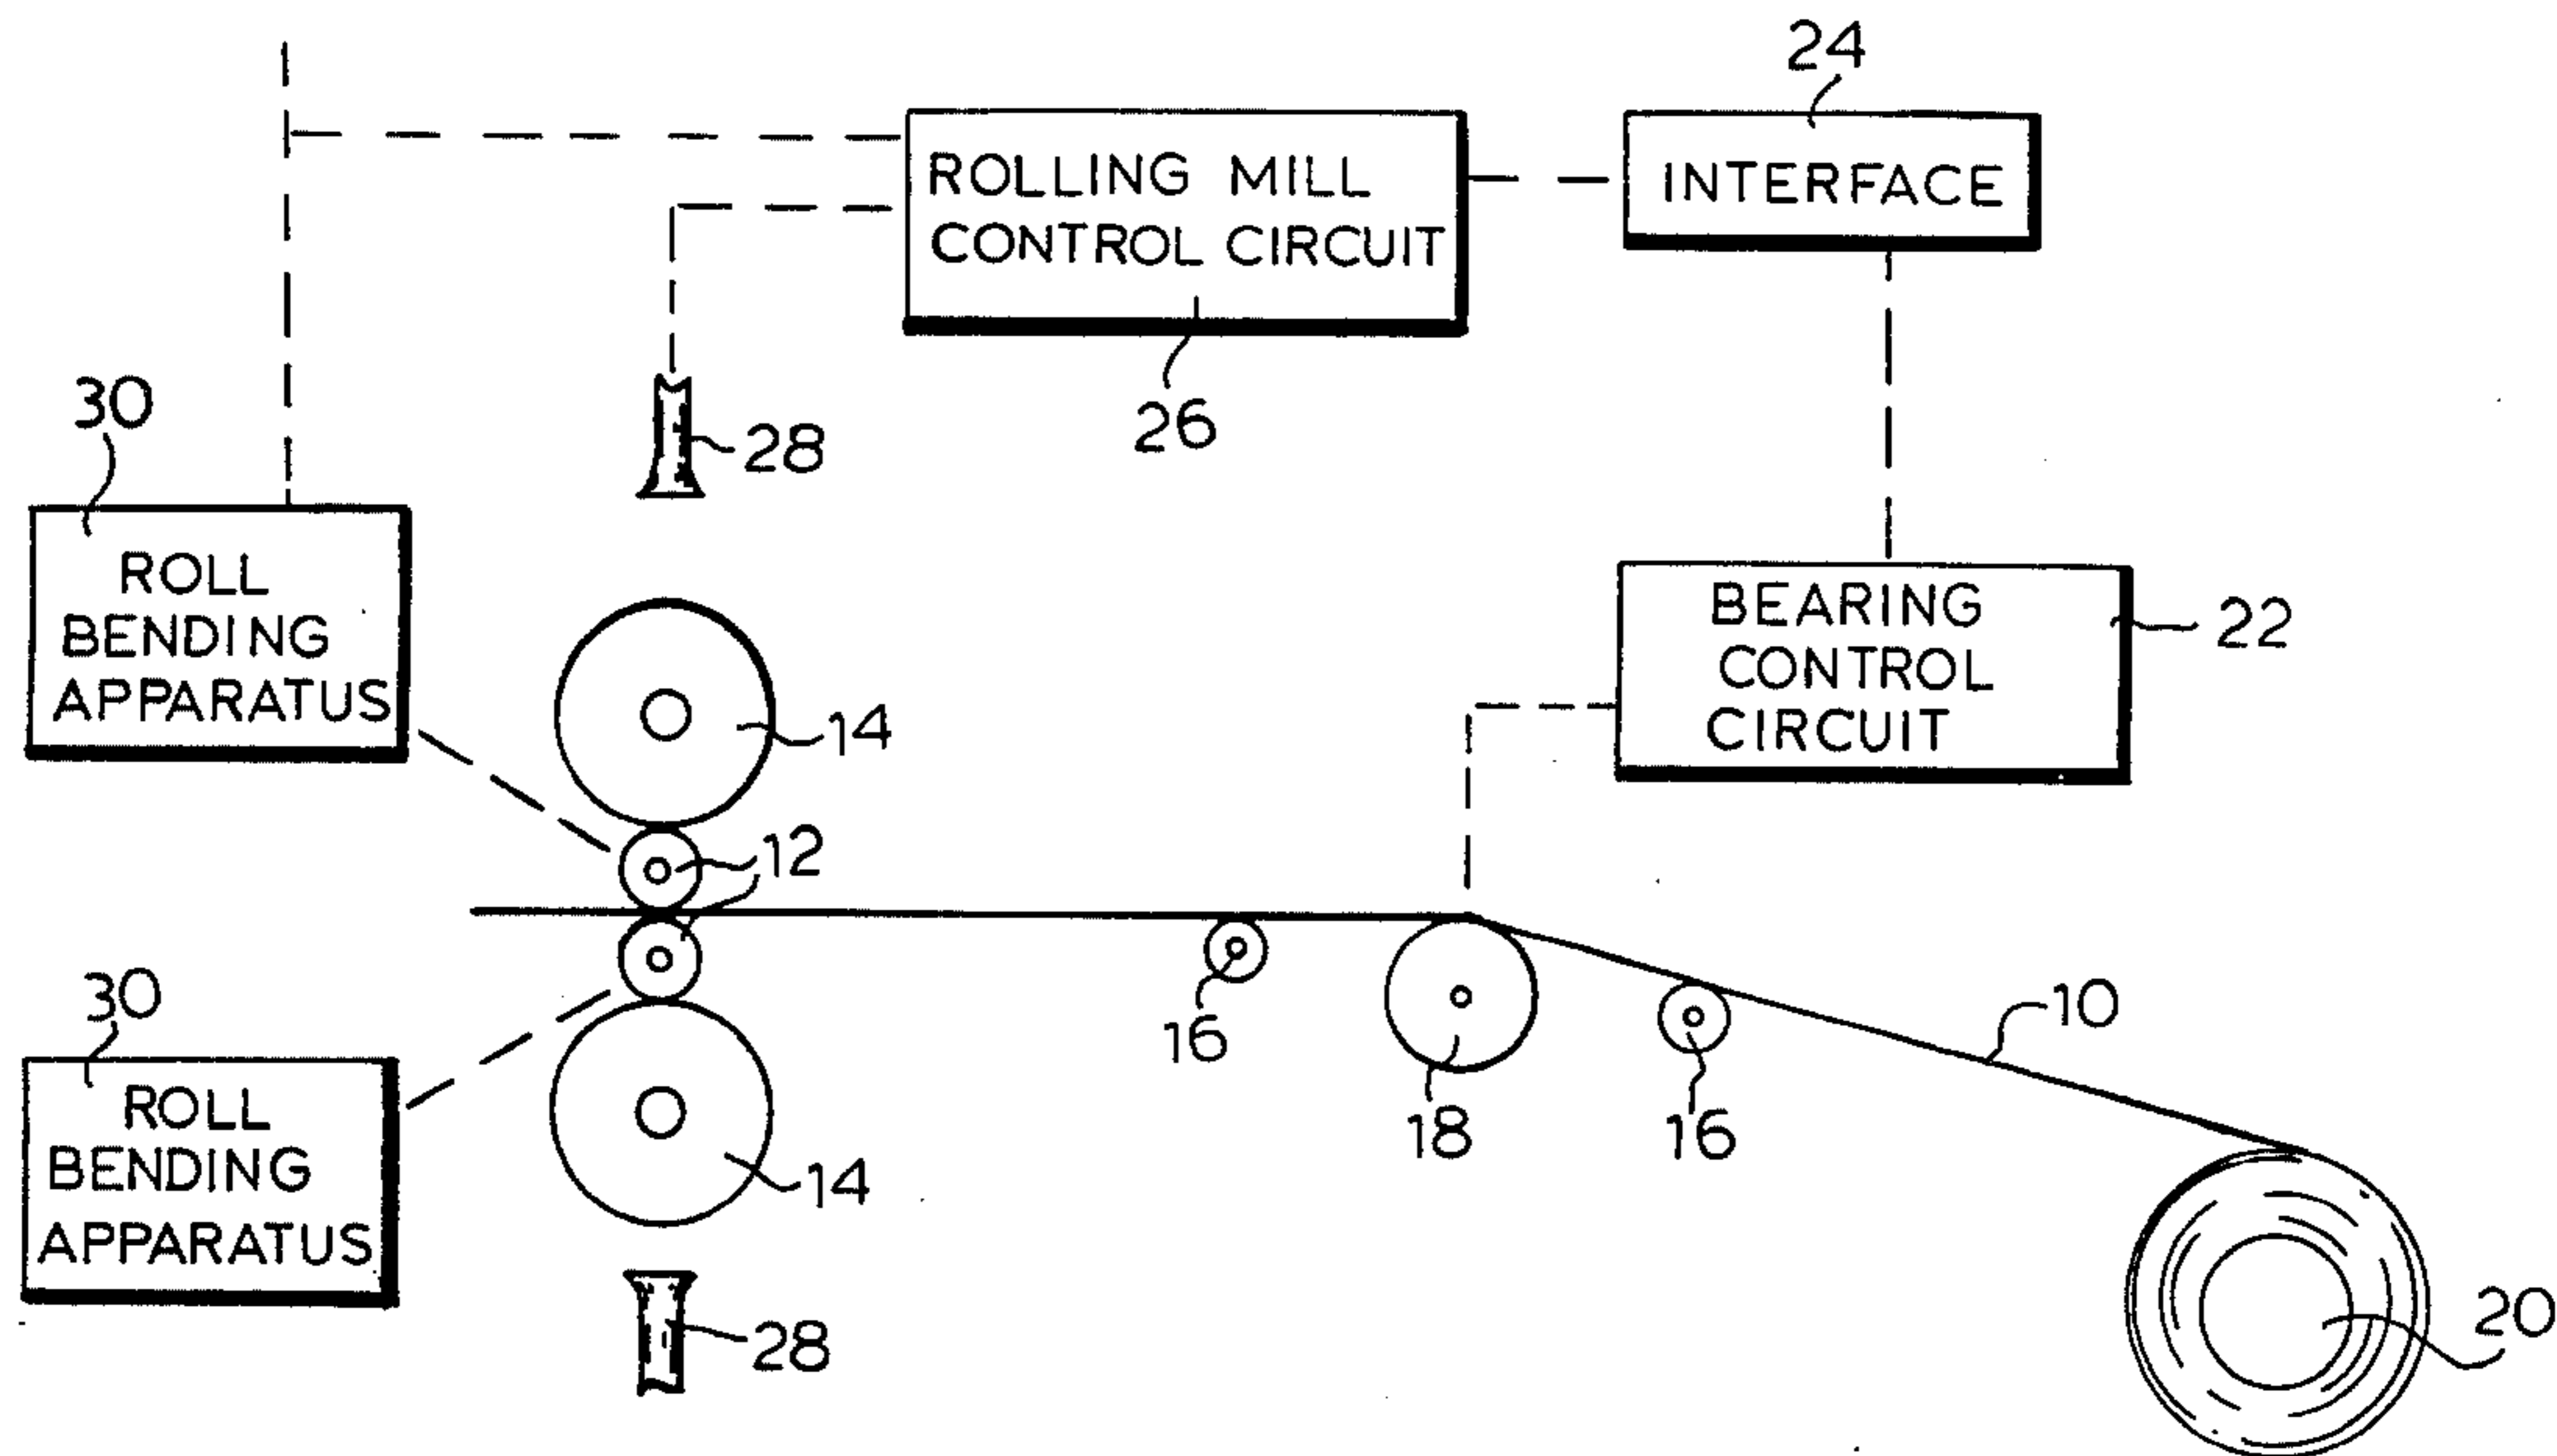 24
ROLLING MILL
CONTROL CIRCUIT
INTERFACE
26
30
28
ROLL
BENDING
APPARATUS
BEARING
CONTROL
CIRCUIT
22
14
12
10
16
18
16
30
ROLL
BENDING
APPARATUS
14
28
20